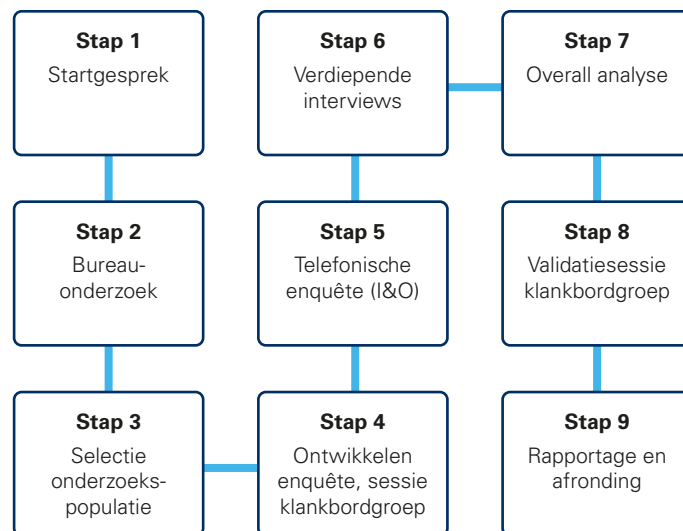 Stap 1
Startgesprek
Stap 2
Bureau-
onderzoek
Stap 3
Selectie
onderzoeks-
populatie
Stap 4
Ontwikkelen
enquête, sessie
klankbordgroep
Stap 5
Telefonische
enquête (I&O)
Stap 6
Verdiepende
interviews
Stap 7
Overall analyse
Stap 8
Validatiesessie
klankbordgroep
Stap 9
Rapportage en
afronding